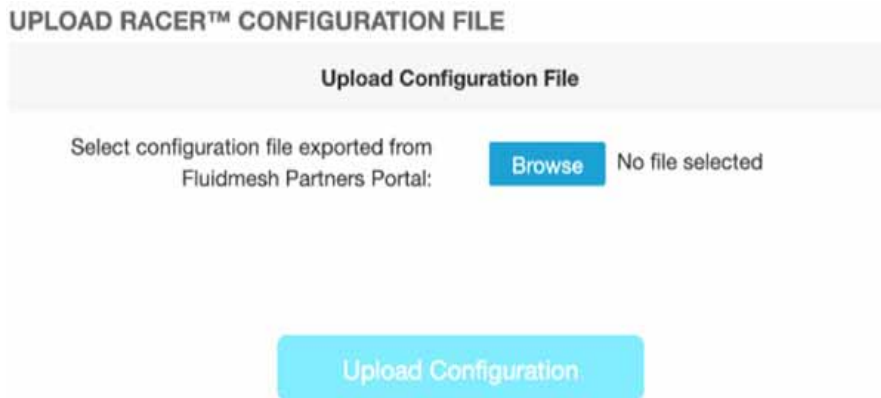 UPLOAD RACER™ CONFIGURATION FILE
Upload Configuration File
Select configuration file exported from
Fluidmesh Partners Portal:
Browse No file selected
Upload Configuration